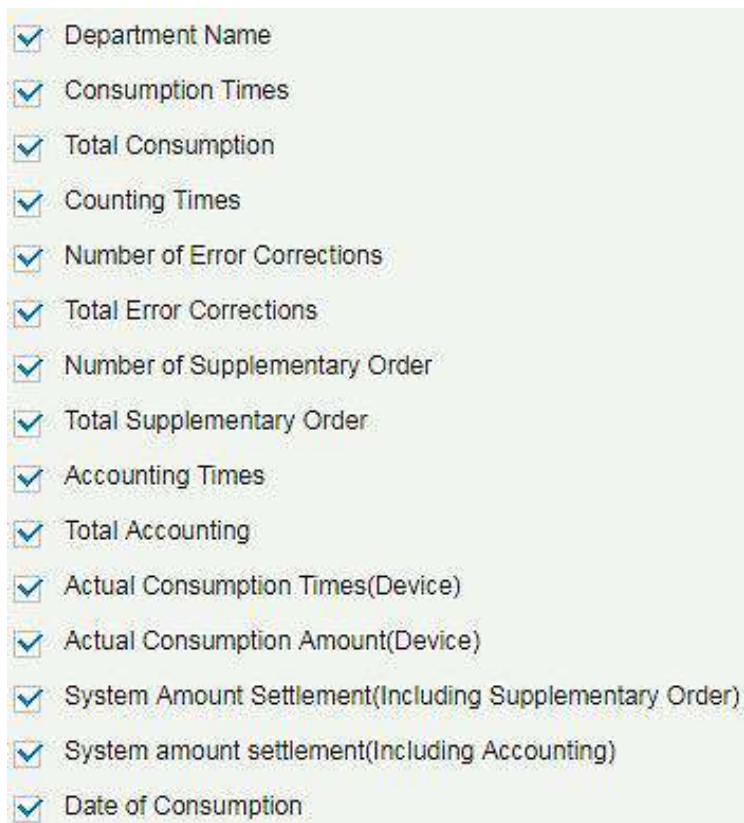 Department Name
Consumption Times
Total Consumption
Counting Times
Number of Error Corrections
Total Error Corrections
Number of Supplementary Order
Total Supplementary Order
Accounting Times
Total Accounting
Actual Consumption Times(Device)
Actual Consumption Amount(Device)
System Amount Settlement(Including Supplementary Order)
System amount settlement(Including Accounting)
Date of Consumption